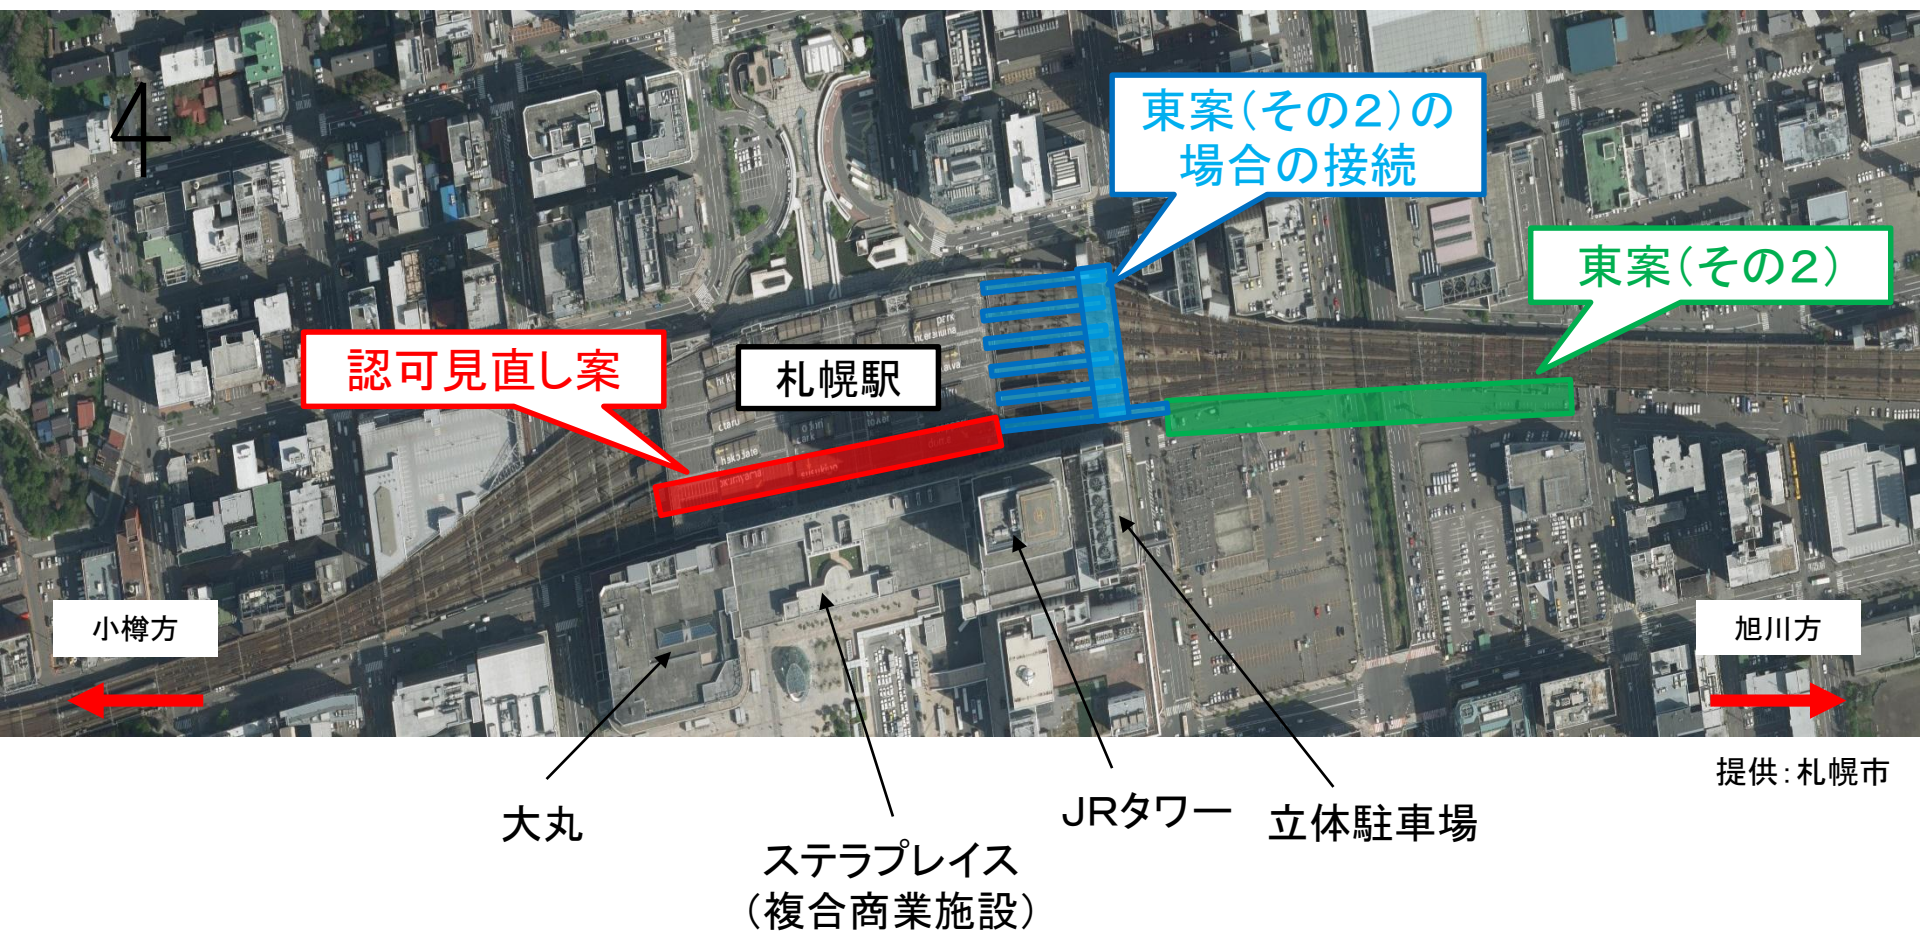 東案(その2)の
場合の接続
東案(その2)
認可見直し案
札幌駅
小樽方
旭川方
提供:札幌市
大丸
ステラプレイス
(複合商業施設)
JRタワー
立体駐車場